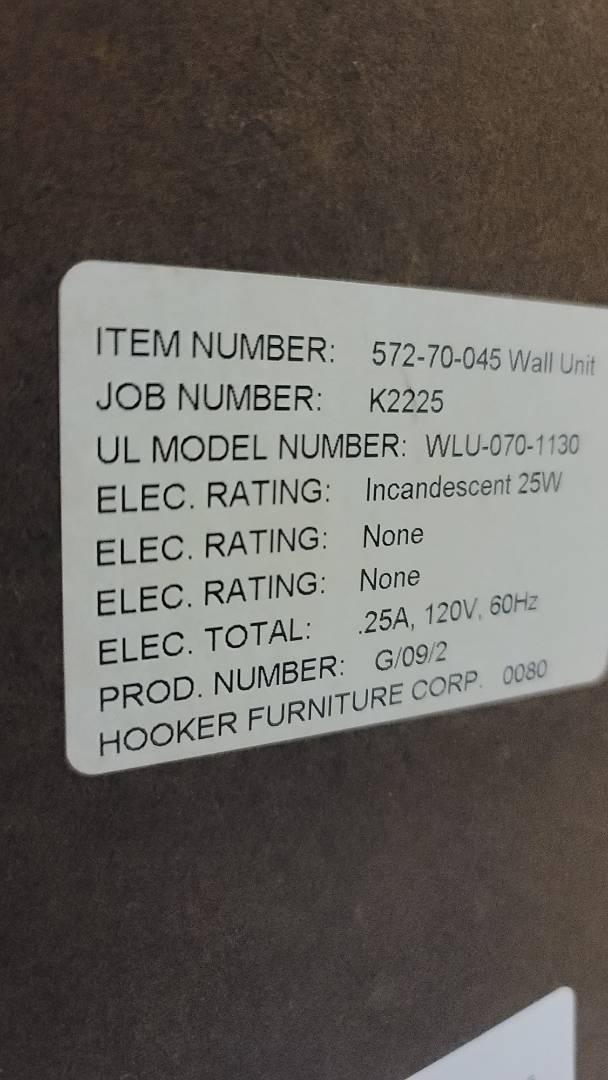 ITEM NUMBER: 572-70-045 Wall Unit
JOB NUMBER: K2225
UL MODEL NUMBER: WLU-070-1130
ELEC. RATING: Incandescent 25W
ELEC. RATING: None
ELEC. RATING: None
ELEC. TOTAL: .25A, 120V, 60Hz
PROD. NUMBER: G/09/2
HOOKER FURNITURE CORP. 0080